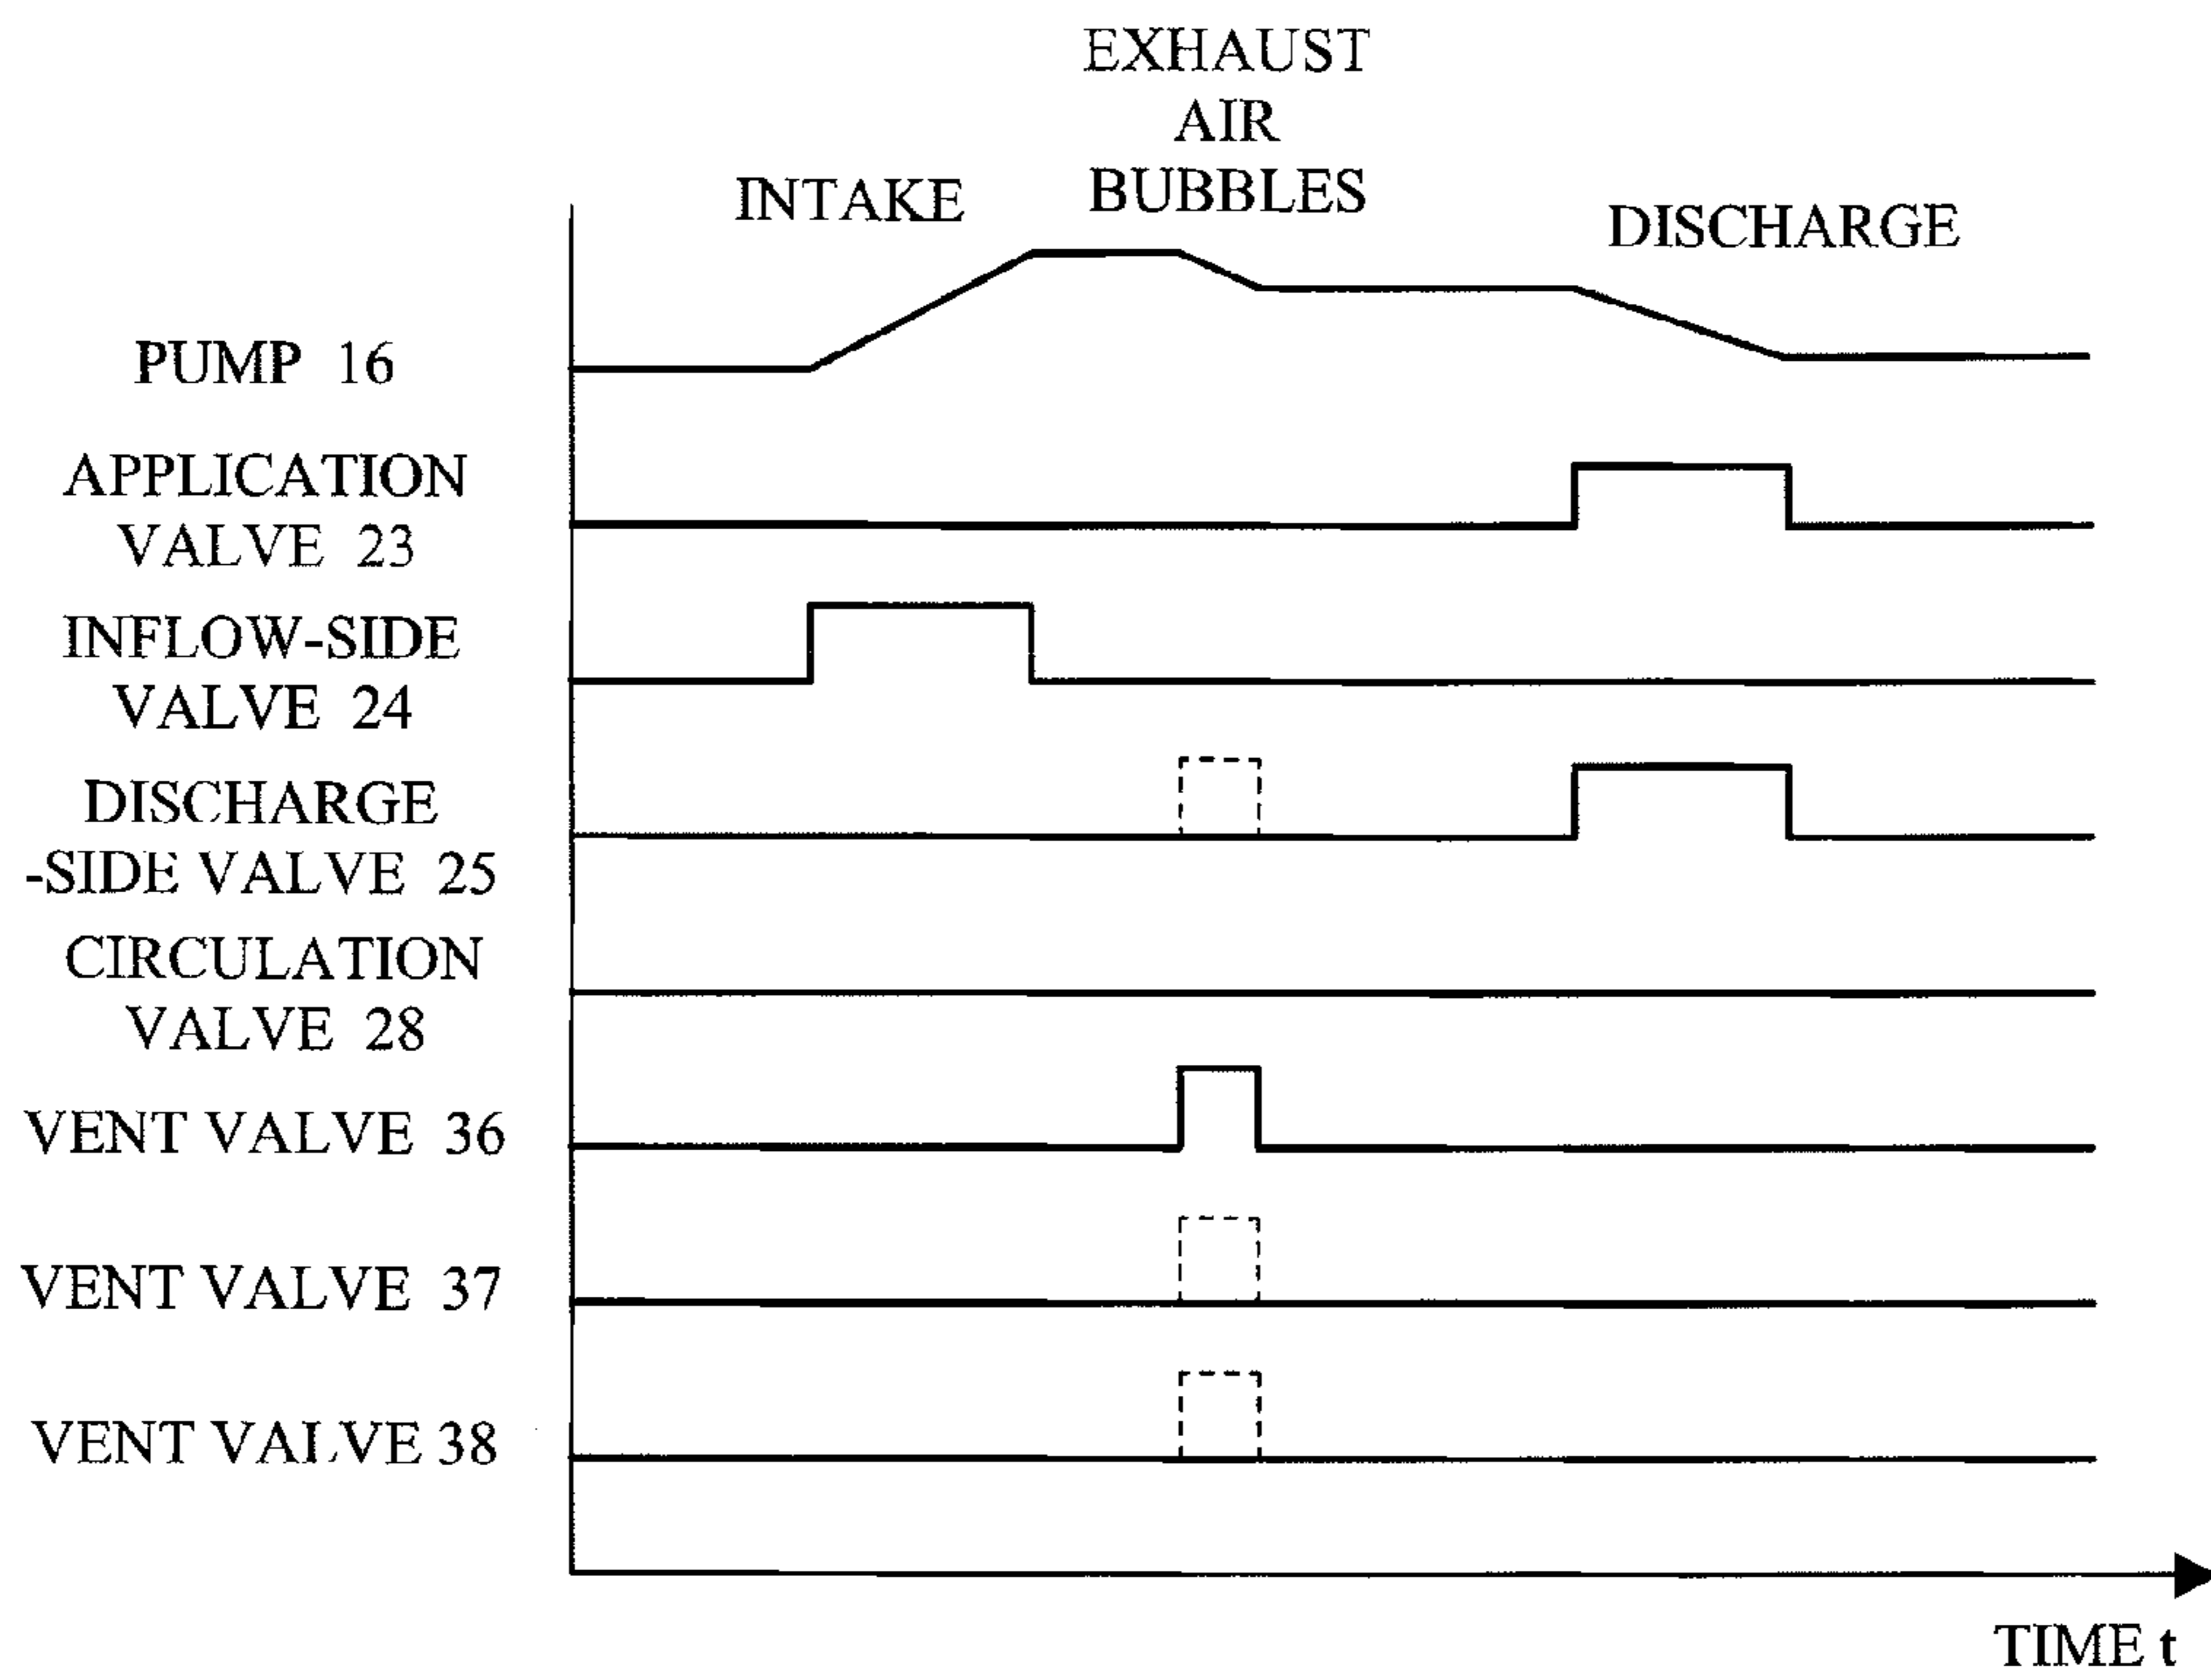 EXHAUST
AIR
BUBBLES
INTAKE
DISCHARGE
PUMP 16
APPLICATION
VALVE 23
INFLOW-SIDE
VALVE 24
DISCHARGE
-SIDE VALVE 25
CIRCULATION
VALVE 28
VENT VALVE 36
VENT VALVE 37
VENT VALVE 38
TIME t